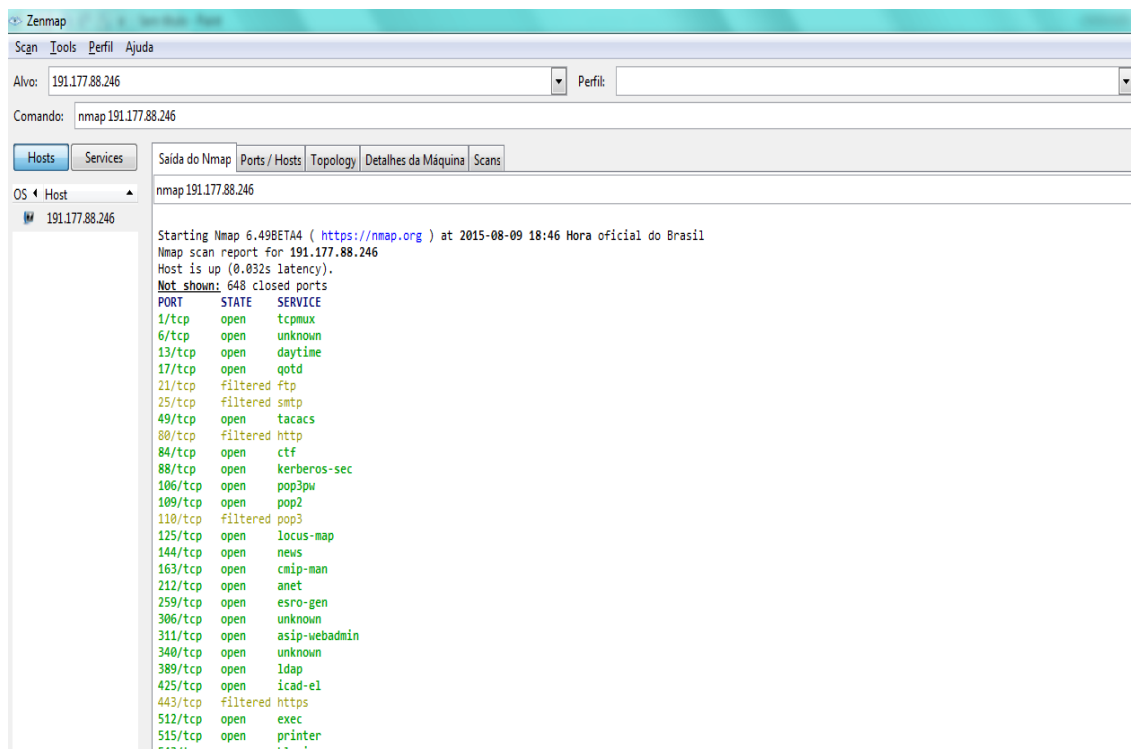 Zenmap
Scan Tools Perfil Ajuda
Alvo: 191.177.88.246 Perfil:
Comando: nmap 191.177.88.246
Hosts Services
Saída do Nmap Ports / Hosts Topology Detalhes da Máquina Scans
OS Host
191.177.88.246
nmap 191.177.88.246
Starting Nmap 6.49BETA4 ( https://nmap.org ) at 2015-08-09 18:46 Hora oficial do Brasil
Nmap scan report for 191.177.88.246
Host is up (0.032s latency).
Not shown: 648 closed ports
PORT STATE SERVICE
1/tcp open tcpmux
6/tcp open unknown
13/tcp open daytime
17/tcp open qotd
21/tcp filtered ftp
25/tcp filtered smtp
49/tcp open tacacs
80/tcp filtered http
84/tcp open ctf
88/tcp open kerberos-sec
106/tcp open pop3pw
109/tcp open pop2
110/tcp filtered pop3
125/tcp open locus-map
144/tcp open news
163/tcp open cmip-man
212/tcp open anet
259/tcp open esro-gen
306/tcp open unknown
311/tcp open asip-webadmin
340/tcp open unknown
389/tcp open ldap
425/tcp open icad-el
443/tcp filtered https
512/tcp open exec
515/tcp open printer